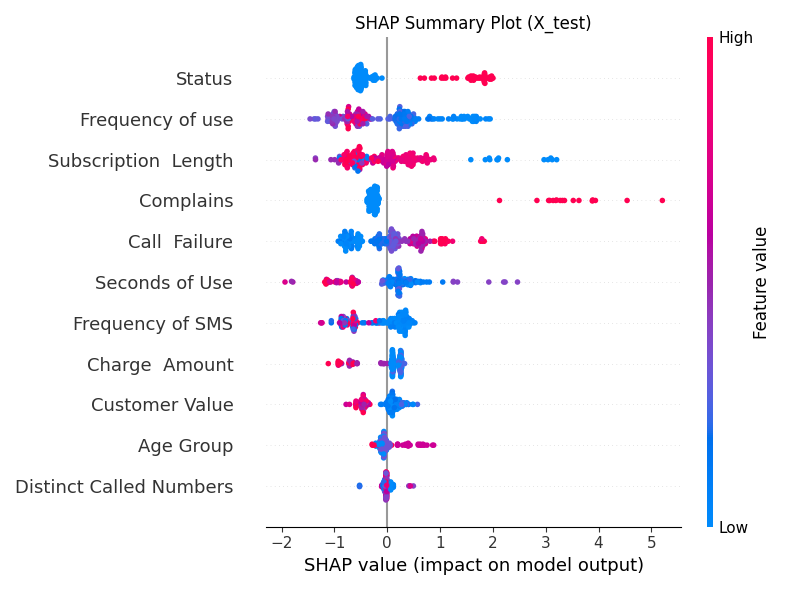 SHAP Summary Plot (X_test)
High
Status
Frequency of use
Subscription  Length
Complains
Call  Failure
Seconds of Use
Frequency of SMS
Charge  Amount
Customer Value
Age Group
Distinct Called Numbers
Feature value
Low
−2 −1 0 1 2 3 4 5
SHAP value (impact on model output)